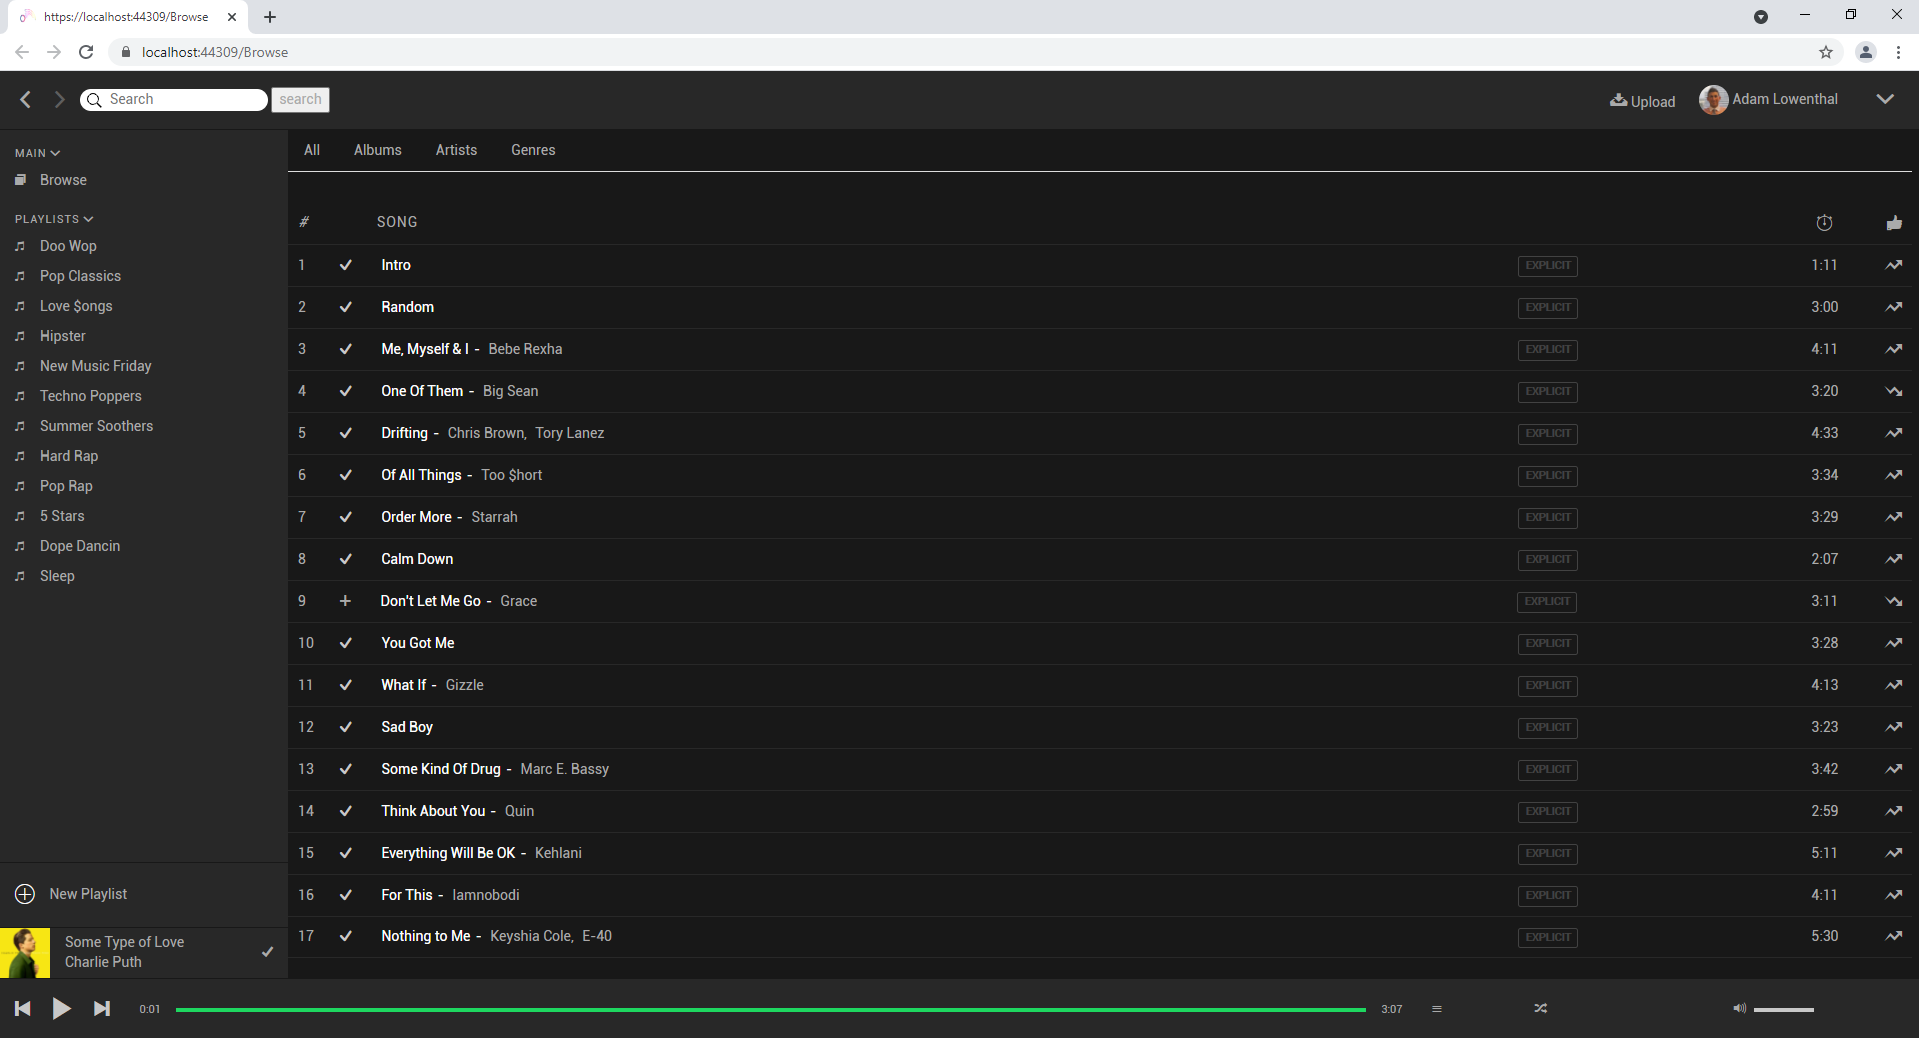 https://localhost:44309/Browse
localhost:44309/Browse
Search
search
Upload
Adam Lowenthal
MAIN
Browse
PLAYLISTS
Doo Wop
Pop Classics
Love $ongs
Hipster
New Music Friday
Techno Poppers
Summer Soothers
Hard Rap
Pop Rap
5 Stars
Dope Dancin
Sleep
New Playlist
Some Type of Love
Charlie Puth
All Albums Artists Genres
# SONG
1 Intro EXPLICIT 1:11
2 Random EXPLICIT 3:00
3 Me, Myself & I - Bebe Rexha EXPLICIT 4:11
4 One Of Them - Big Sean EXPLICIT 3:20
5 Drifting - Chris Brown, Tory Lanez EXPLICIT 4:33
6 Of All Things - Too $hort EXPLICIT 3:34
7 Order More - Starrah EXPLICIT 3:29
8 Calm Down EXPLICIT 2:07
9 Don't Let Me Go - Grace EXPLICIT 3:11
10 You Got Me EXPLICIT 3:28
11 What If - Gizzle EXPLICIT 4:13
12 Sad Boy EXPLICIT 3:23
13 Some Kind Of Drug - Marc E. Bassy EXPLICIT 3:42
14 Think About You - Quin EXPLICIT 2:59
15 Everything Will Be OK - Kehlani EXPLICIT 5:11
16 For This - Iamnobodi EXPLICIT 4:11
17 Nothing to Me - Keyshia Cole, E-40 EXPLICIT 5:30
0:01 3:07